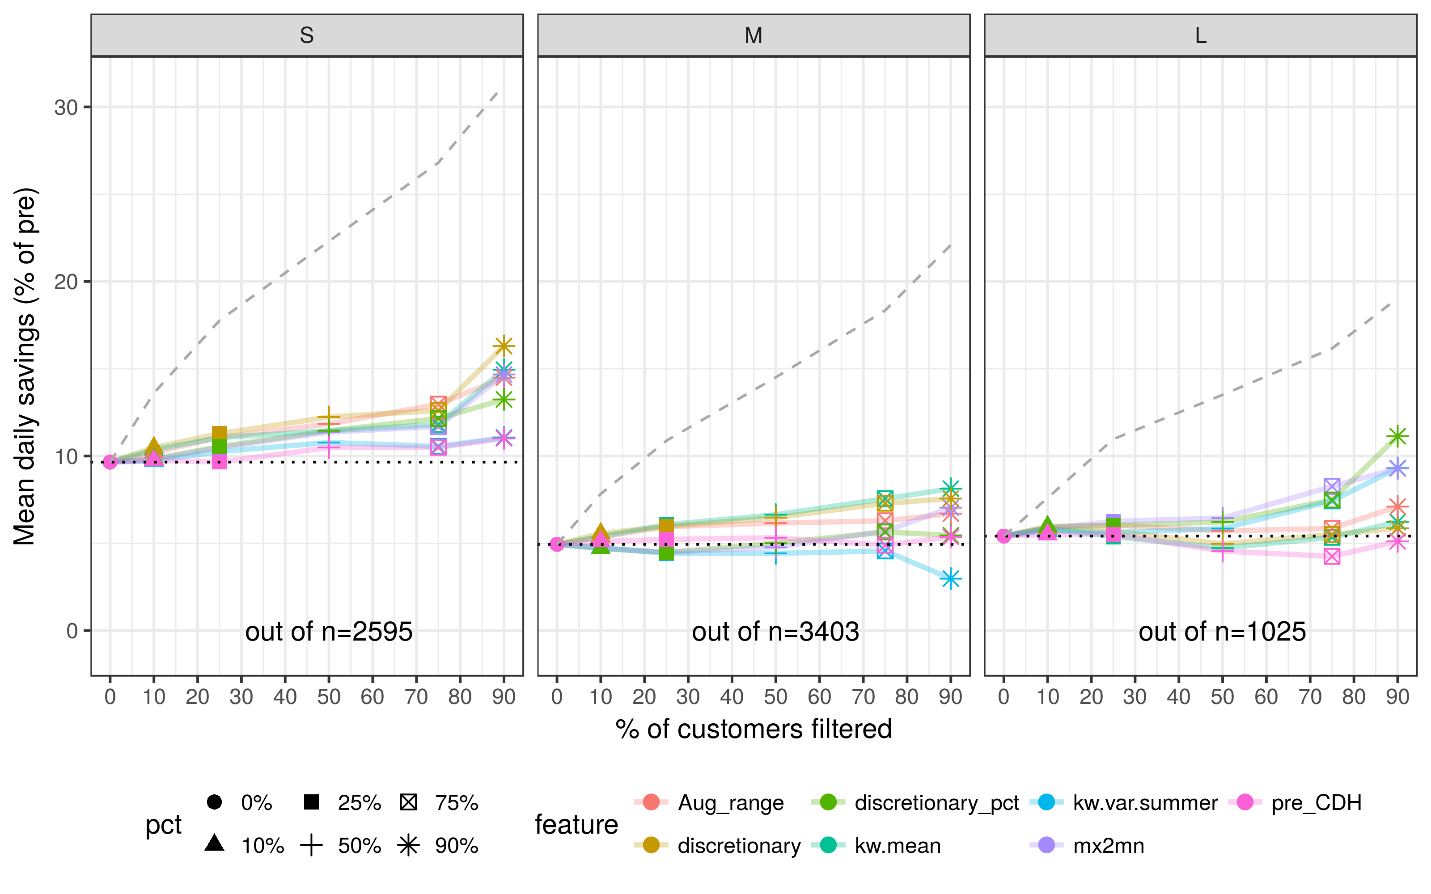 S M L
Mean daily savings (% of pre)
30
20
10
0
out of n=2595 out of n=3403 out of n=1025
0 10 20 30 40 50 60 70 80 90 0 10 20 30 40 50 60 70 80 90 0 10 20 30 40 50 60 70 80 90
% of customers filtered
pct
0% 25% 75%
10% 50% 90%
feature
Aug_range discretionary_pct kw.var.summer pre_CDH
discretionary kw.mean mx2mn